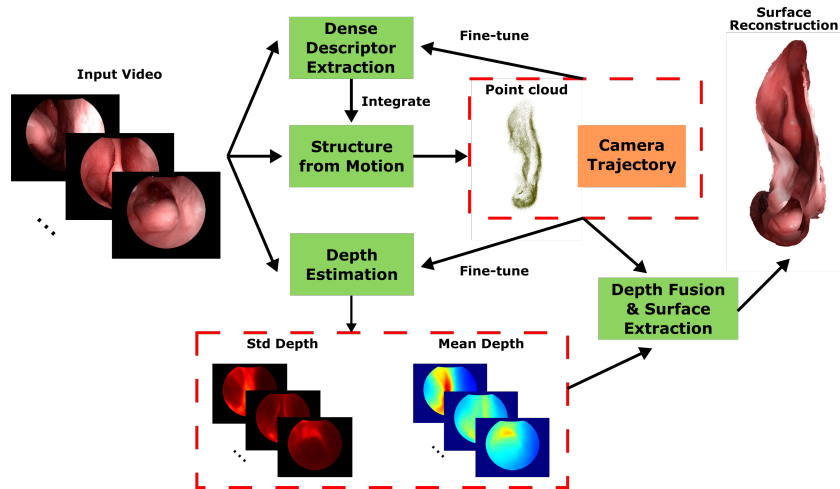 Surface
Reconstruction
Dense
Descriptor
Extraction
Fine-tune
Input Video
Integrate
Point cloud
Structure
from Motion
Camera
Trajectory
Depth
Estimation
Fine-tune
Depth Fusion
& Surface
Extraction
Std Depth
Mean Depth